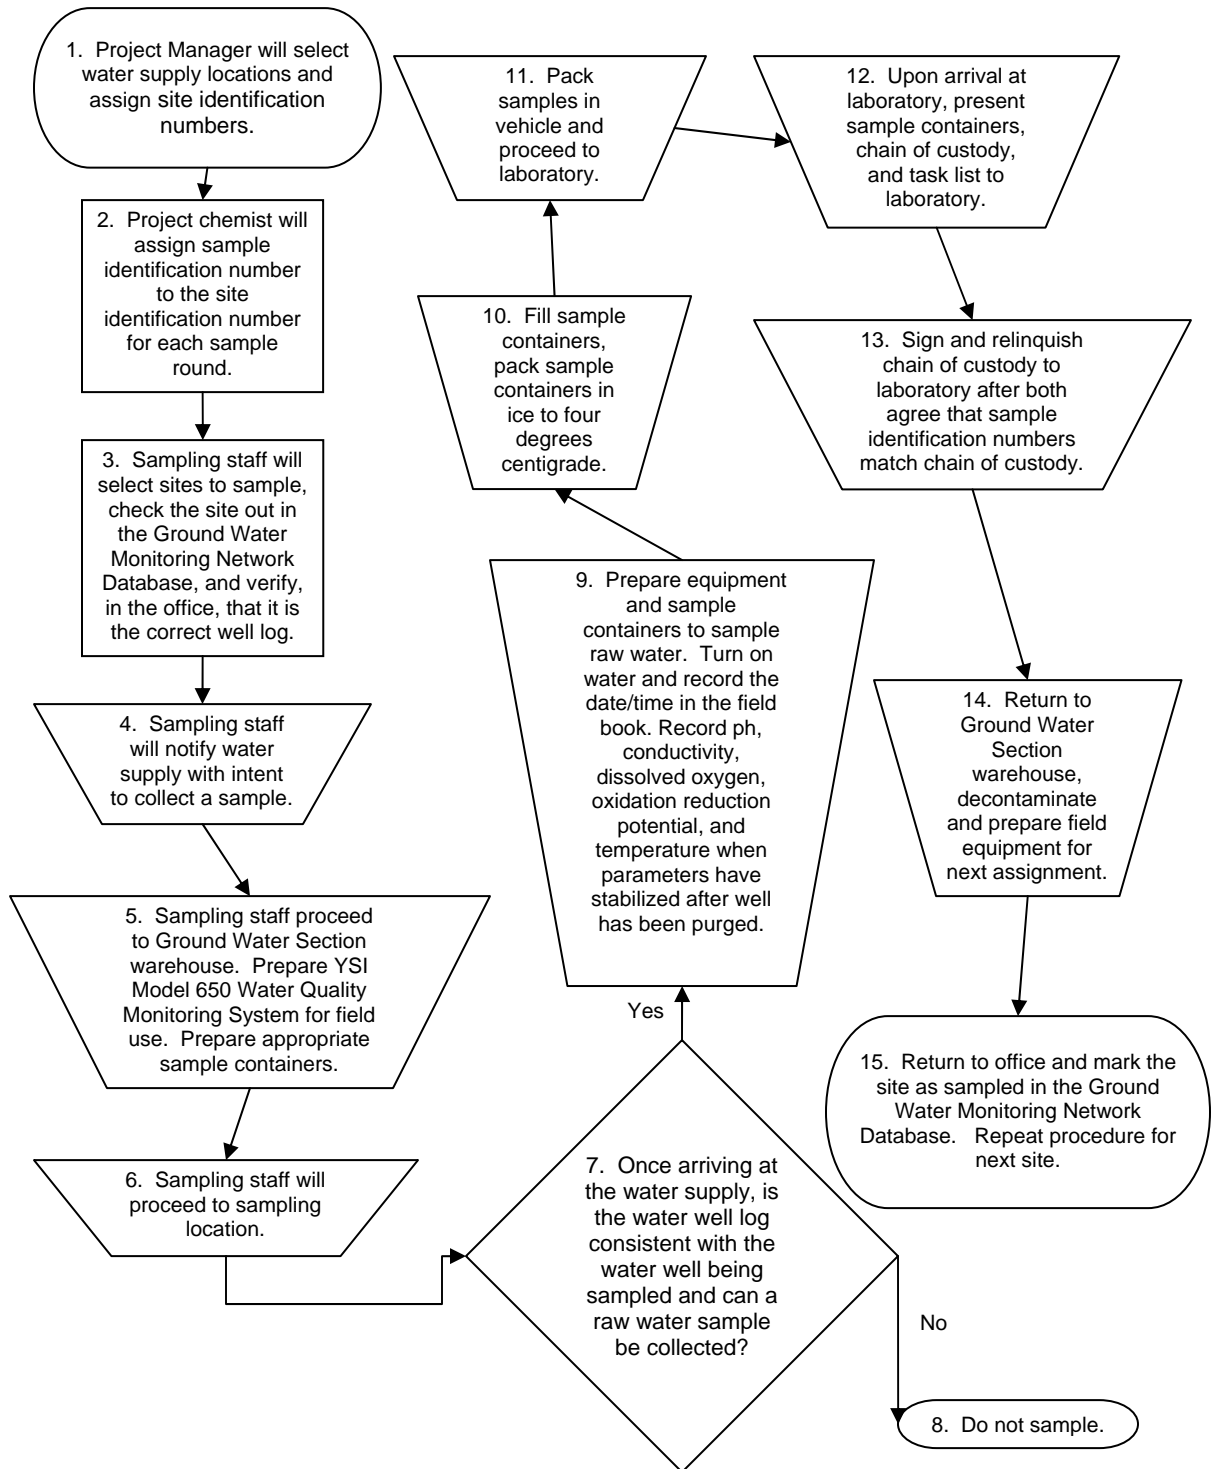 1. Project Manager will select
water supply locations and
assign site identification
numbers.
2. Project chemist will
assign sample
identification number
to the site
identification number
for each sample
round.
3. Sampling staff will
select sites to sample,
check the site out in
the Ground Water
Monitoring Network
Database, and verify,
in the office, that it is
the correct well log.
4. Sampling staff
will notify water
supply with intent
to collect a sample.
5. Sampling staff proceed
to Ground Water Section
warehouse. Prepare YSI
Model 650 Water Quality
Monitoring System for field
use. Prepare appropriate
sample containers.
6. Sampling staff will
proceed to sampling
location.
7. Once arriving at
the water supply, is
the water well log
consistent with the
water well being
sampled and can a
raw water sample
be collected?
No
8. Do not sample.
Yes
9. Prepare equipment
and sample
containers to sample
raw water. Turn on
water and record the
date/time in the field
book. Record ph,
conductivity,
dissolved oxygen,
oxidation reduction
potential, and
temperature when
parameters have
stabilized after well
has been purged.
10. Fill sample
containers,
pack sample
containers in
ice to four
degrees
centigrade.
11. Pack
samples in
vehicle and
proceed to
laboratory.
12. Upon arrival at
laboratory, present
sample containers,
chain of custody,
and task list to
laboratory.
13. Sign and relinquish
chain of custody to
laboratory after both
agree that sample
identification numbers
match chain of custody.
14. Return to
Ground Water
Section
warehouse,
decontaminate
and prepare field
equipment for
next assignment.
15. Return to office and mark the
site as sampled in the Ground
Water Monitoring Network
Database. Repeat procedure for
next site.